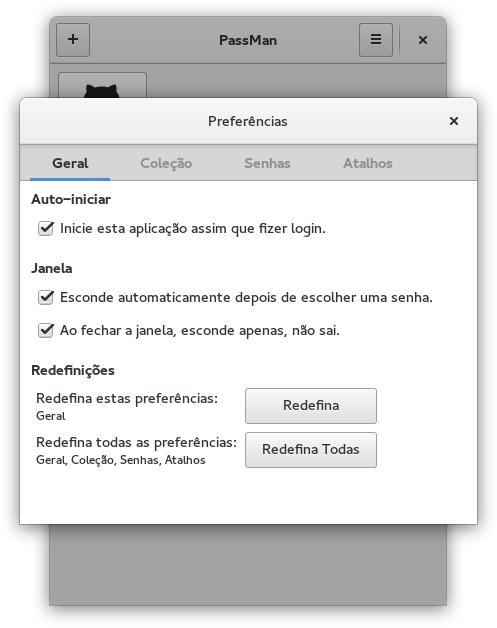 PassMan
Preferências
Geral Coleção Senhas Atalhos
Auto-iniciar
Inicie esta aplicação assim que fizer login.
Janela
Esconde automaticamente depois de escolher uma senha.
Ao fechar a janela, esconde apenas, não sai.
Redefinições
Redefina estas preferências:
Geral
Redefina
Redefina todas as preferências:
Geral, Coleção, Senhas, Atalhos
Redefina Todas